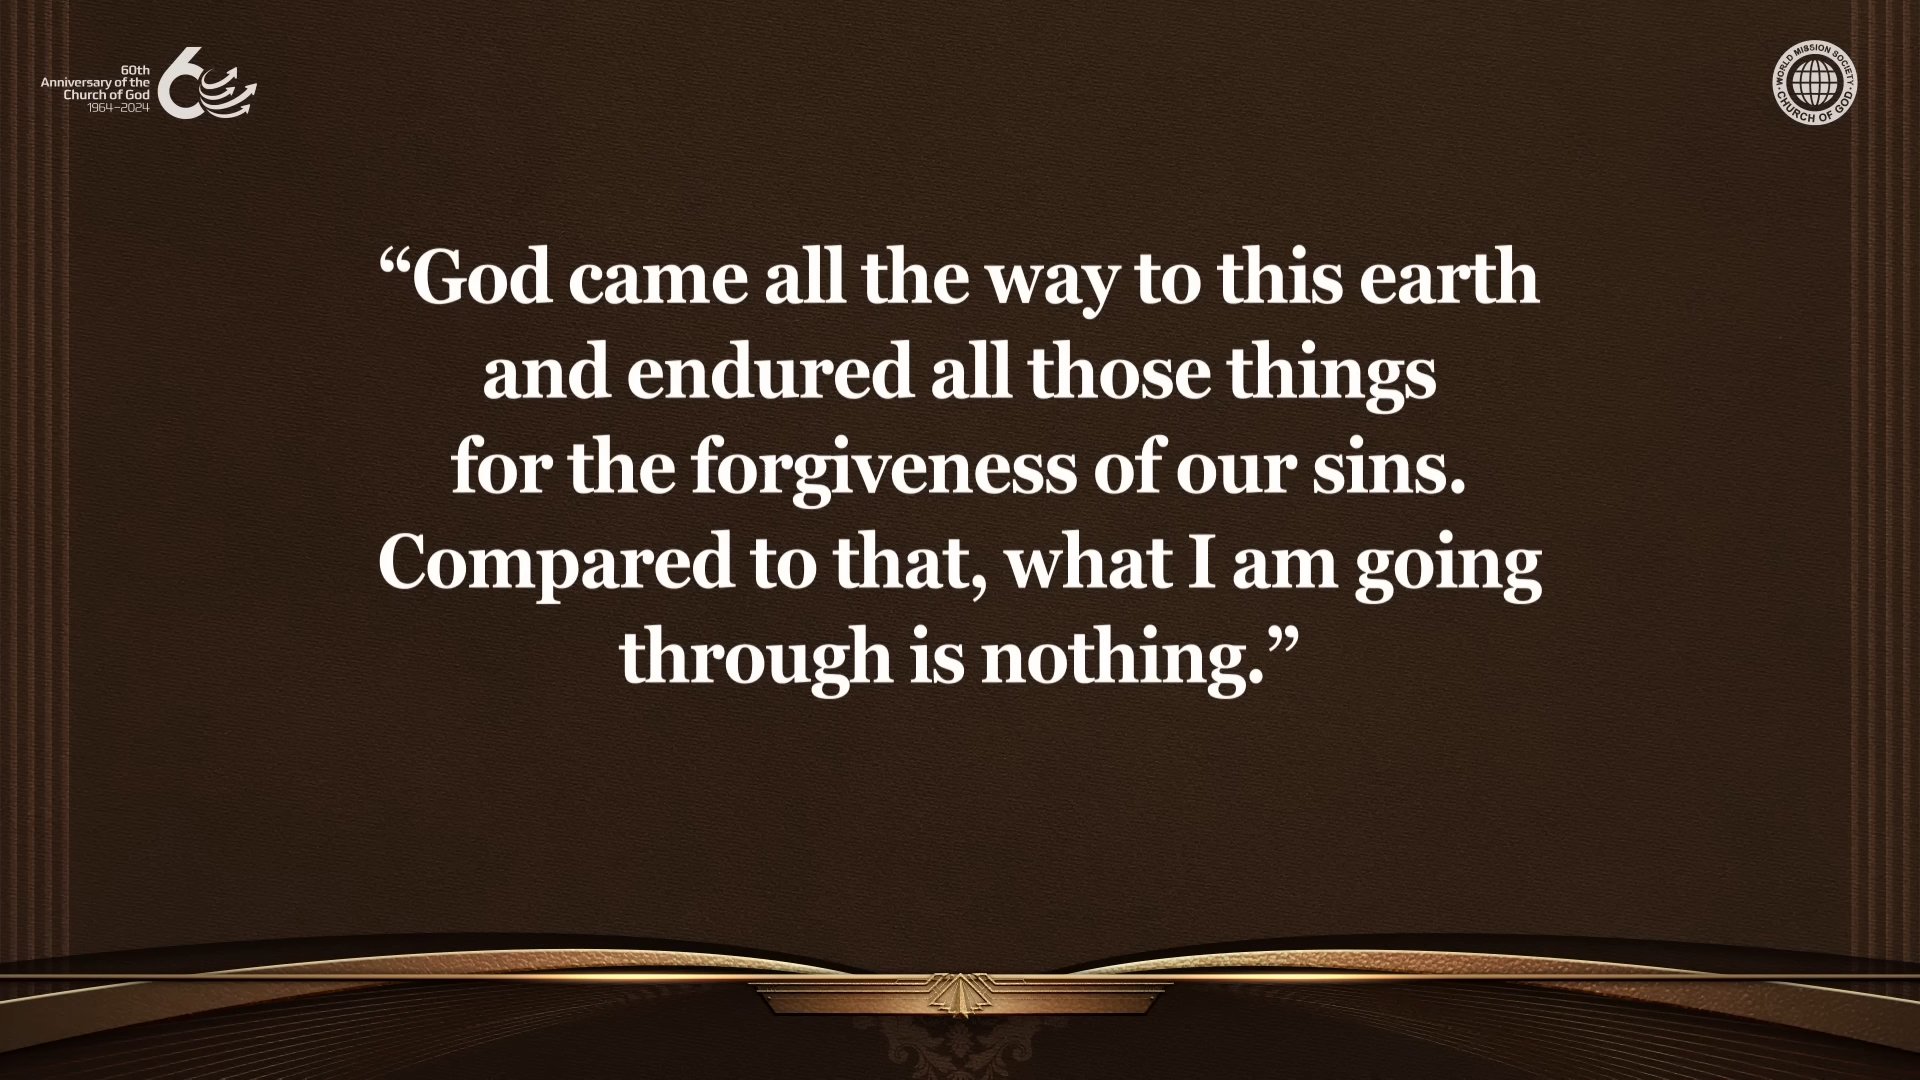 60th
Anniversary of the
Church of God
1964–2024
WORLD MISSION SOCIETY
CHURCH OF GOD
“God came all the way to this earth
and endured all those things
for the forgiveness of our sins.
Compared to that, what I am going
through is nothing.”